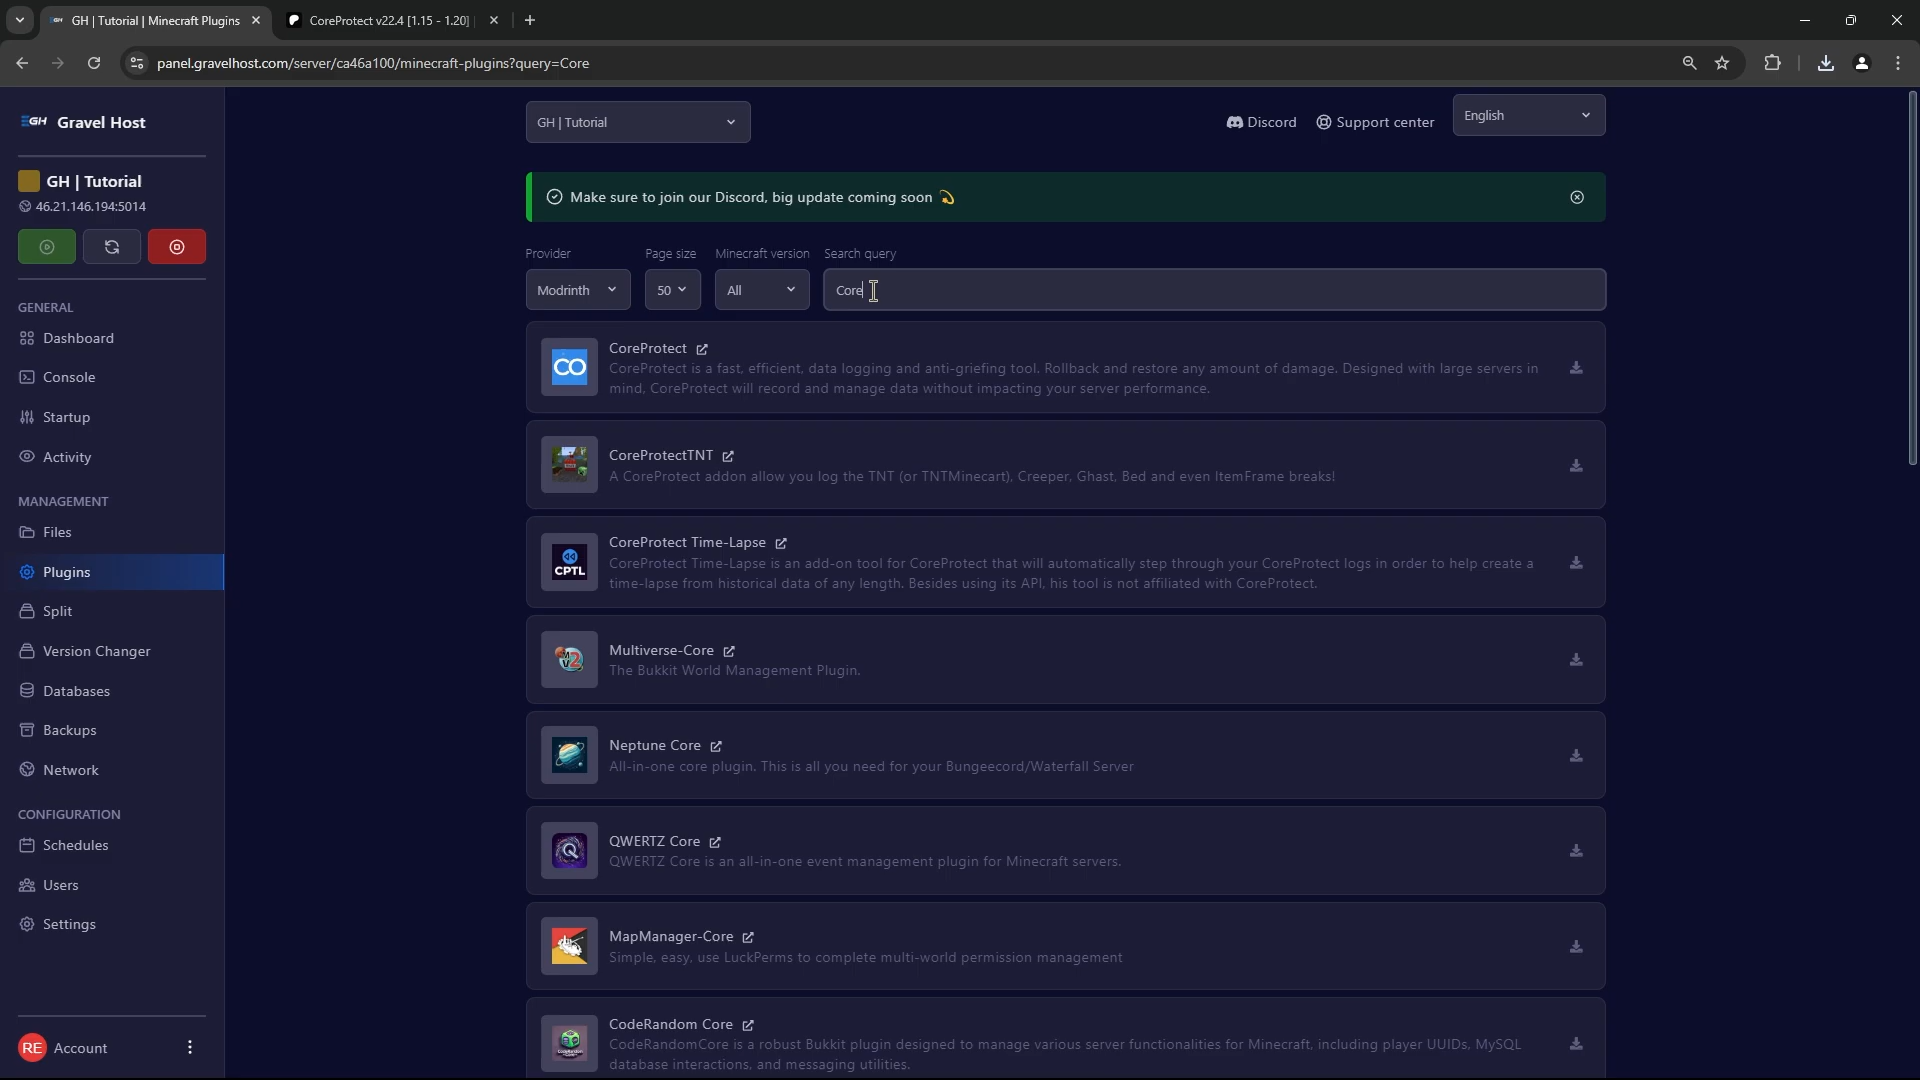 GH | Tutorial | Minecraft Plugins
CoreProtect v22.4 [1.15 - 1.20]
panel.gravelhost.com/server/ca46a100/minecraft-plugins?query=Core
GH Gravel Host
GH | Tutorial
46.21.146.194:5014
GENERAL
Dashboard
Console
Startup
Activity
MANAGEMENT
Files
Plugins
Split
Version Changer
Databases
Backups
Network
CONFIGURATION
Schedules
Users
Settings
RE Account
GH | Tutorial
Discord
Support center
English
Make sure to join our Discord, big update coming soon 💫
Provider
Page size
Minecraft version
Search query
Modrinth
50
All
Core
CO
CoreProtect
CoreProtect is a fast, efficient, data logging and anti-griefing tool. Rollback and restore any amount of damage. Designed with large servers in
mind, CoreProtect will record and manage data without impacting your server performance.
CoreProtectTNT
A CoreProtect addon allow you log the TNT (or TNTMinecart), Creeper, Ghast, Bed and even ItemFrame breaks!
CPTL
CoreProtect Time-Lapse
CoreProtect Time-Lapse is an add-on tool for CoreProtect that will automatically step through your CoreProtect logs in order to help create a
time-lapse from historical data of any length. Besides using its API, his tool is not affiliated with CoreProtect.
Multiverse-Core
The Bukkit World Management Plugin.
Neptune Core
All-in-one core plugin. This is all you need for your Bungeecord/Waterfall Server
QWERTZ Core
QWERTZ Core is an all-in-one event management plugin for Minecraft servers.
MapManager-Core
Simple, easy, use LuckPerms to complete multi-world permission management
CodeRandom Core
CodeRandomCore is a robust Bukkit plugin designed to manage various server functionalities for Minecraft, including player UUIDs, MySQL
database interactions, and messaging utilities.